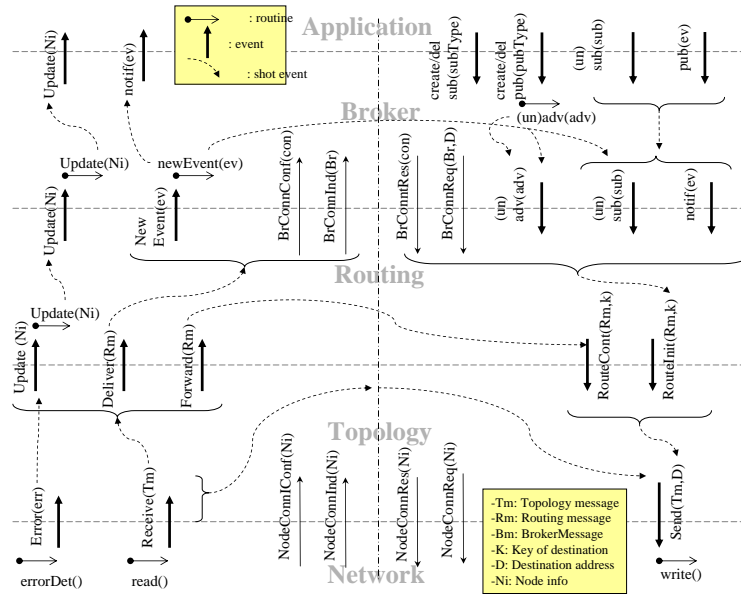 Application
: routine
: event
: shot event
Update(Ni)
notif(ev)
create/del
sub(subType)
create/del
pub(pubType)
(un)
sub(sub)
pub(ev)
(un)adv(adv)
Broker
Update(Ni)
newEvent(ev)
Update(Ni)
New
Event(ev)
BrConnConf(con)
BrConnInd(Br)
BrConntRes(con)
BrConnReq(Br,D)
(un)
adv(adv)
(un)
sub(sub)
notif(ev)
Routing
Update(Ni)
Update (Ni)
Deliver(Rm)
Forward(Rm)
RouteCont(Rm,k)
RouteInit(Rm,k)
Topology
Error(err)
Receive(Tm)
NodeConnIConf(Ni)
NodeConnInd(Ni)
NodeConnRes(Ni)
NodeConnReq(Ni)
Send(Tm,D)
-Tm: Topology message
-Rm: Routing message
-Bm: BrokerMessage
-K: Key of destination
-D: Destination address
-Ni: Node info
errorDet()
read()
Network
write()